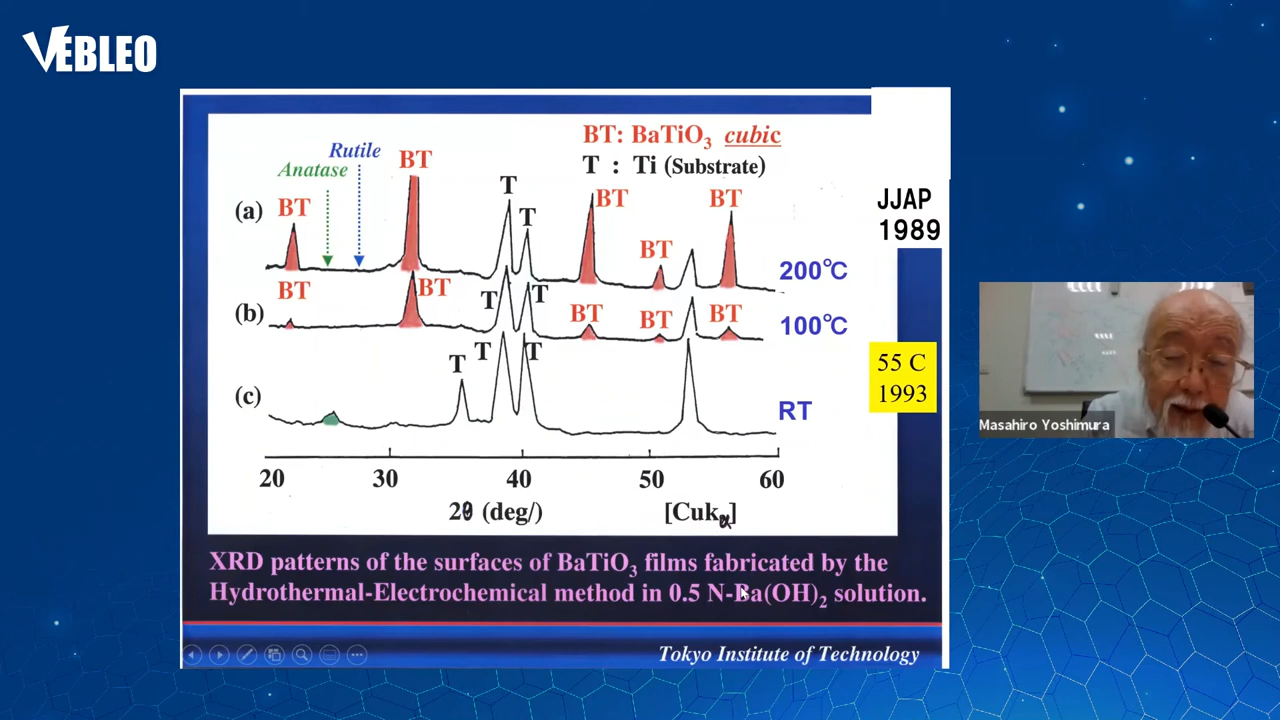 VEBLEO
BT: BaTiO₃ cubic
T : Ti (Substrate)
Rutile
Anatase
BT
T
T
BT
BT
BT
BT
(a)
200℃
JJAP
1989
BT
BT
T
T
BT
BT
BT
(b)
100℃
T
T
T
(c)
RT
55 C
1993
20 30 40 50 60
2θ (deg/) [Cukα]
XRD patterns of the surfaces of BaTiO₃ films fabricated by the
Hydrothermal-Electrochemical method in 0.5 N-Ba(OH)₂ solution.
Tokyo Institute of Technology
Masahiro Yoshimura